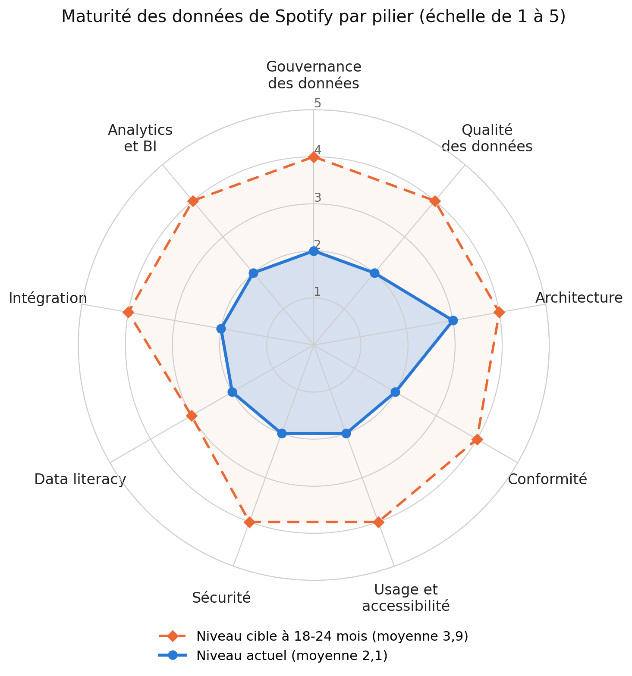 Maturité des données de Spotify par pilier (échelle de 1 à 5)
Gouvernance
des données
Analytics
et BI
Qualité
des données
5
4
3
2
1
Intégration
Architecture
Data literacy
Conformité
Sécurité
Usage et
accessibilité
Niveau cible à 18-24 mois (moyenne 3,9)
Niveau actuel (moyenne 2,1)